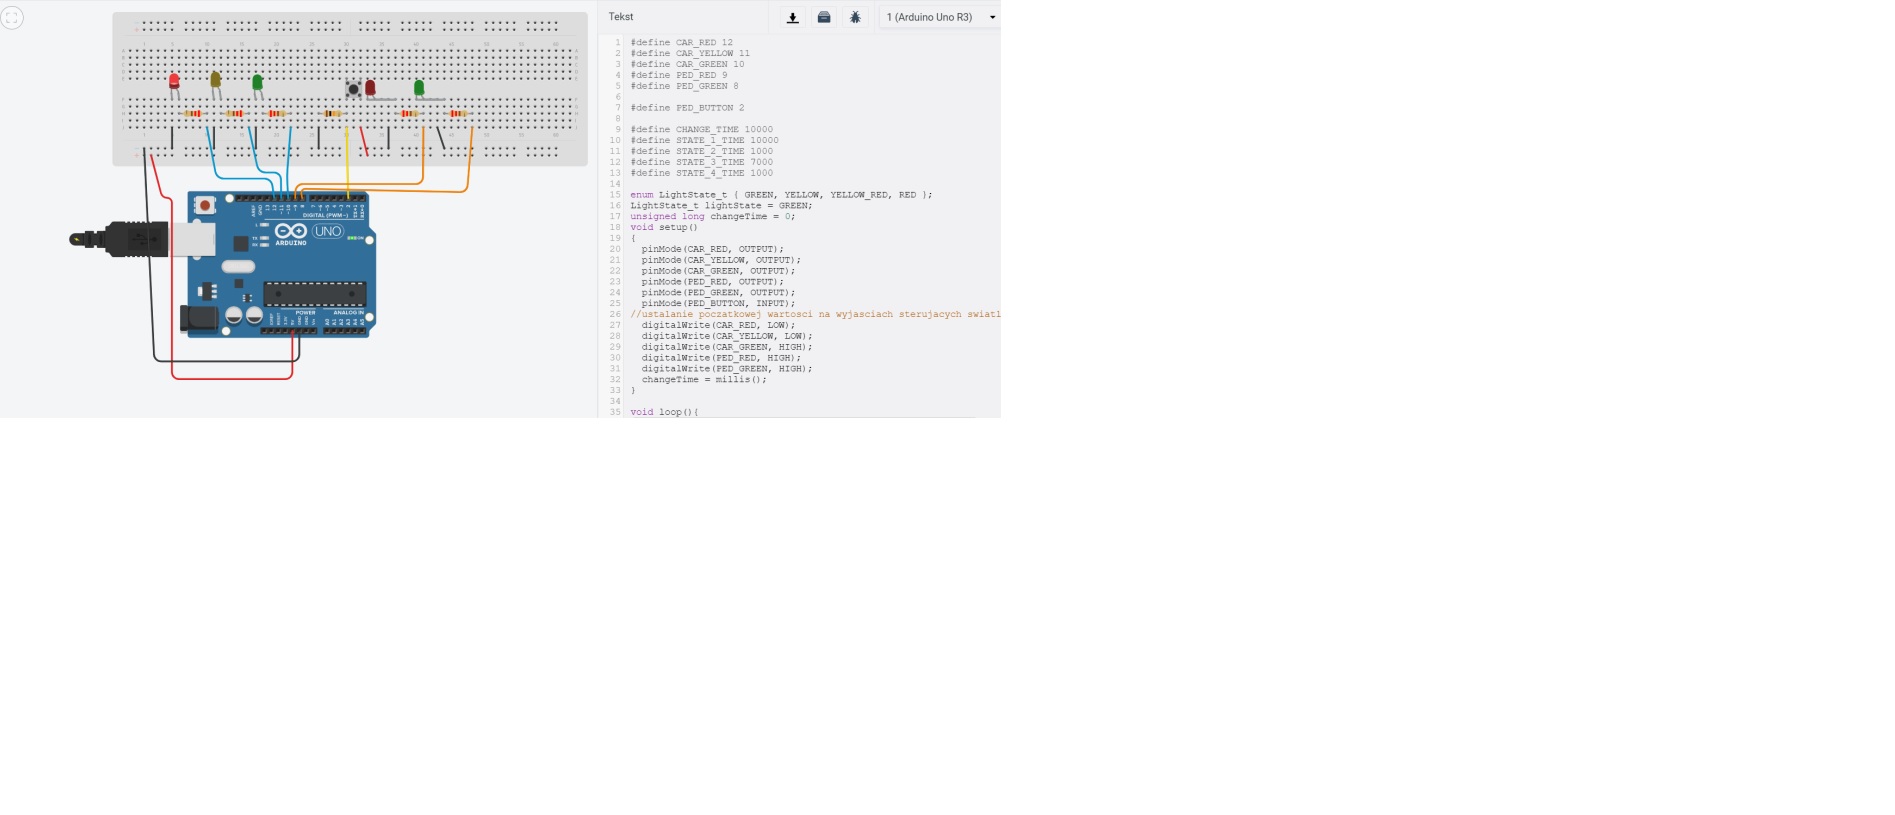 Tekst
1 (Arduino Uno R3)
1 #define CAR_RED 12
2 #define CAR_YELLOW 11
3 #define CAR_GREEN 10
4 #define PED_RED 9
5 #define PED_GREEN 8
6
7 #define PED_BUTTON 2
8
9 #define CHANGE_TIME 10000
10 #define STATE_1_TIME 10000
11 #define STATE_2_TIME 1000
12 #define STATE_3_TIME 7000
13 #define STATE_4_TIME 1000
14
15 enum LightState_t { GREEN, YELLOW, YELLOW_RED, RED };
16 LightState_t lightState = GREEN;
17 unsigned long changeTime = 0;
18 void setup()
19 {
20 pinMode(CAR_RED, OUTPUT);
21 pinMode(CAR_YELLOW, OUTPUT);
22 pinMode(CAR_GREEN, OUTPUT);
23 pinMode(PED_RED, OUTPUT);
24 pinMode(PED_GREEN, OUTPUT);
25 pinMode(PED_BUTTON, INPUT);
26 //ustalanie poczatkowej wartosci na wyjasciach sterujacych swiatl
27 digitalWrite(CAR_RED, LOW);
28 digitalWrite(CAR_YELLOW, LOW);
29 digitalWrite(CAR_GREEN, HIGH);
30 digitalWrite(PED_RED, HIGH);
31 digitalWrite(PED_GREEN, HIGH);
32 changeTime = millis();
33 }
34
35 void loop(){
DIGITAL (PWM~)
UNO
ARDUINO
POWER
ANALOG IN